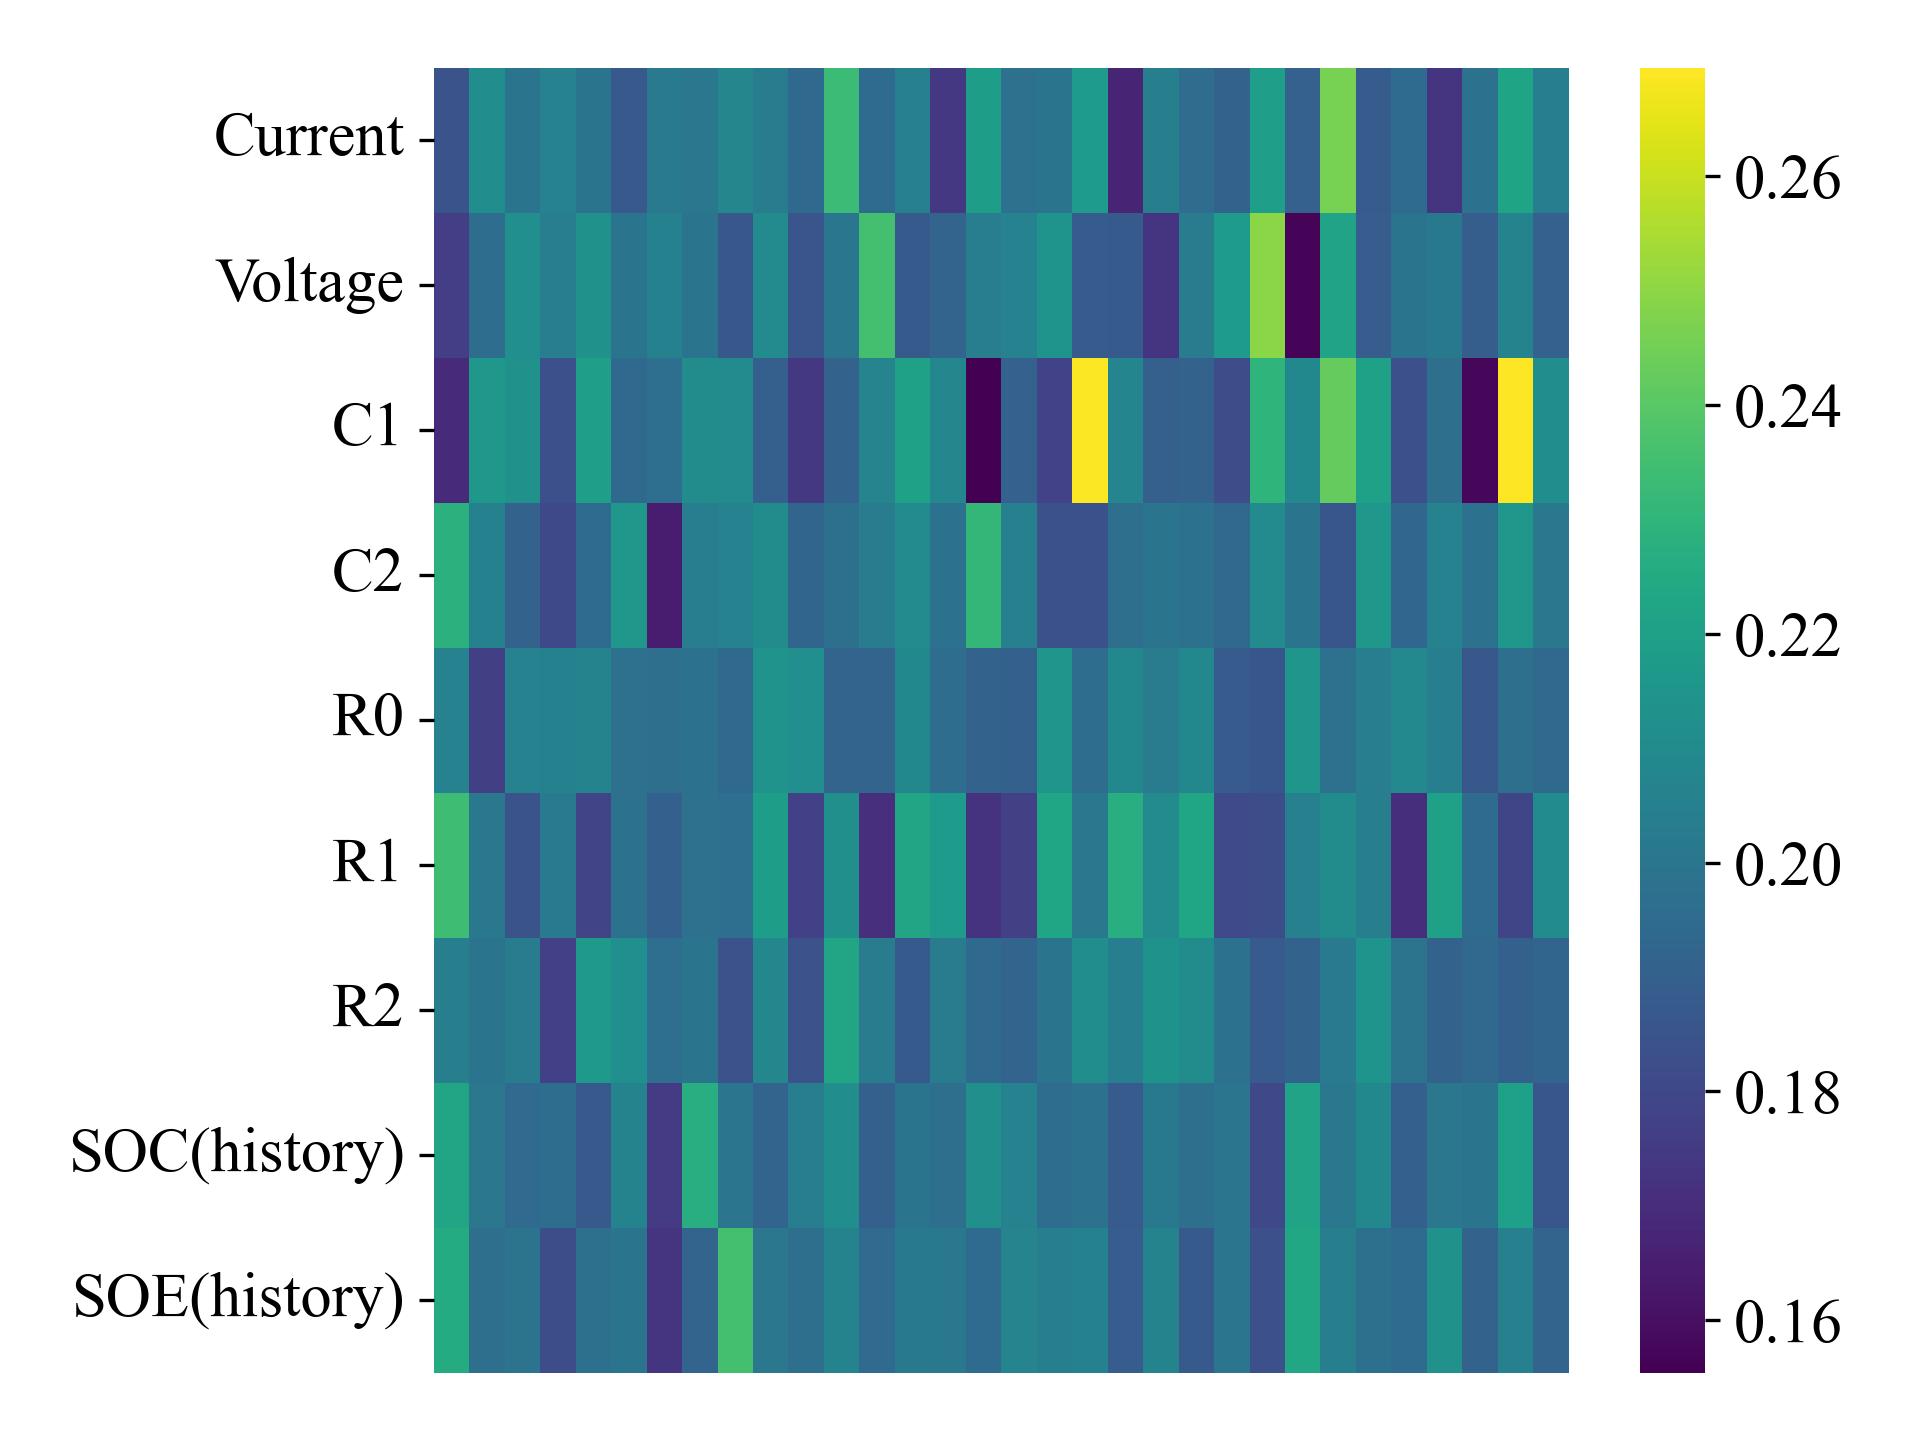 Current
Voltage
C1
C2
R0
R1
R2
SOC(history)
SOE(history)
0.26
0.24
0.22
0.20
0.18
0.16